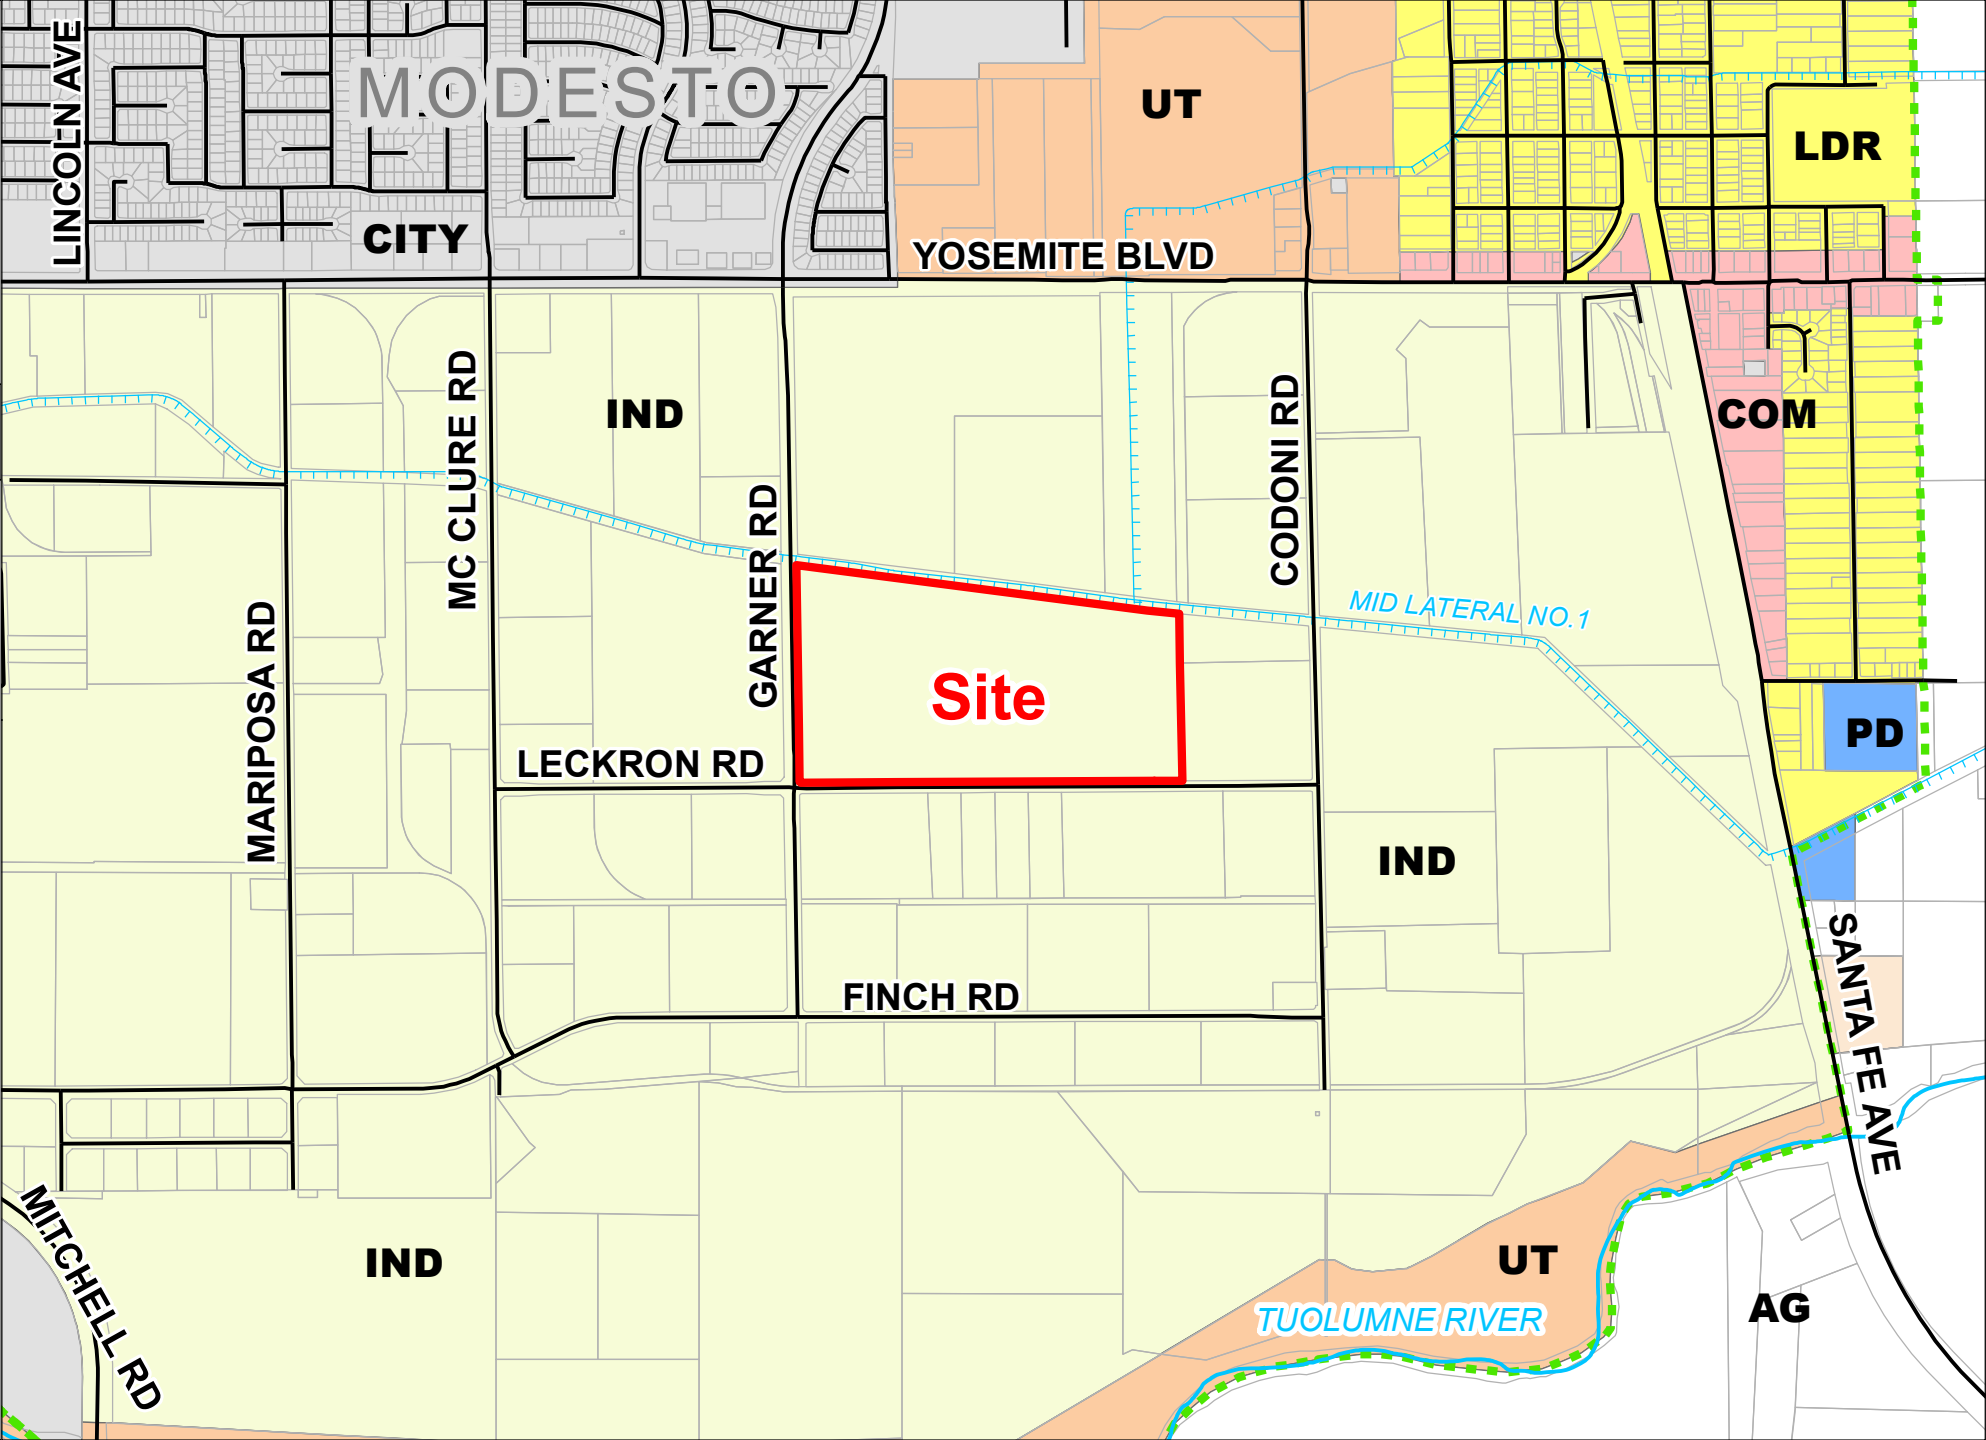 MODESTO
UT
LDR
LINCOLN AVE
CITY
YOSEMITE BLVD
IND
MC CLURE RD
CODONI RD
COM
GARNER RD
MID LATERAL NO.1
MARIPOSA RD
Site
PD
LECKRON RD
IND
SANTA FE AVE
FINCH RD
MITCHELL RD
IND
UT
AG
TUOLUMNE RIVER